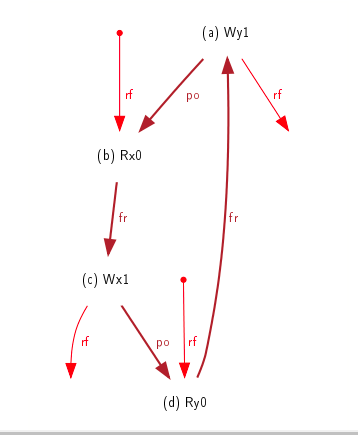 (a) Wy1
rf
po
rf
(b) Rx0
fr
fr
(c) Wx1
rf
po
rf
(d) Ry0